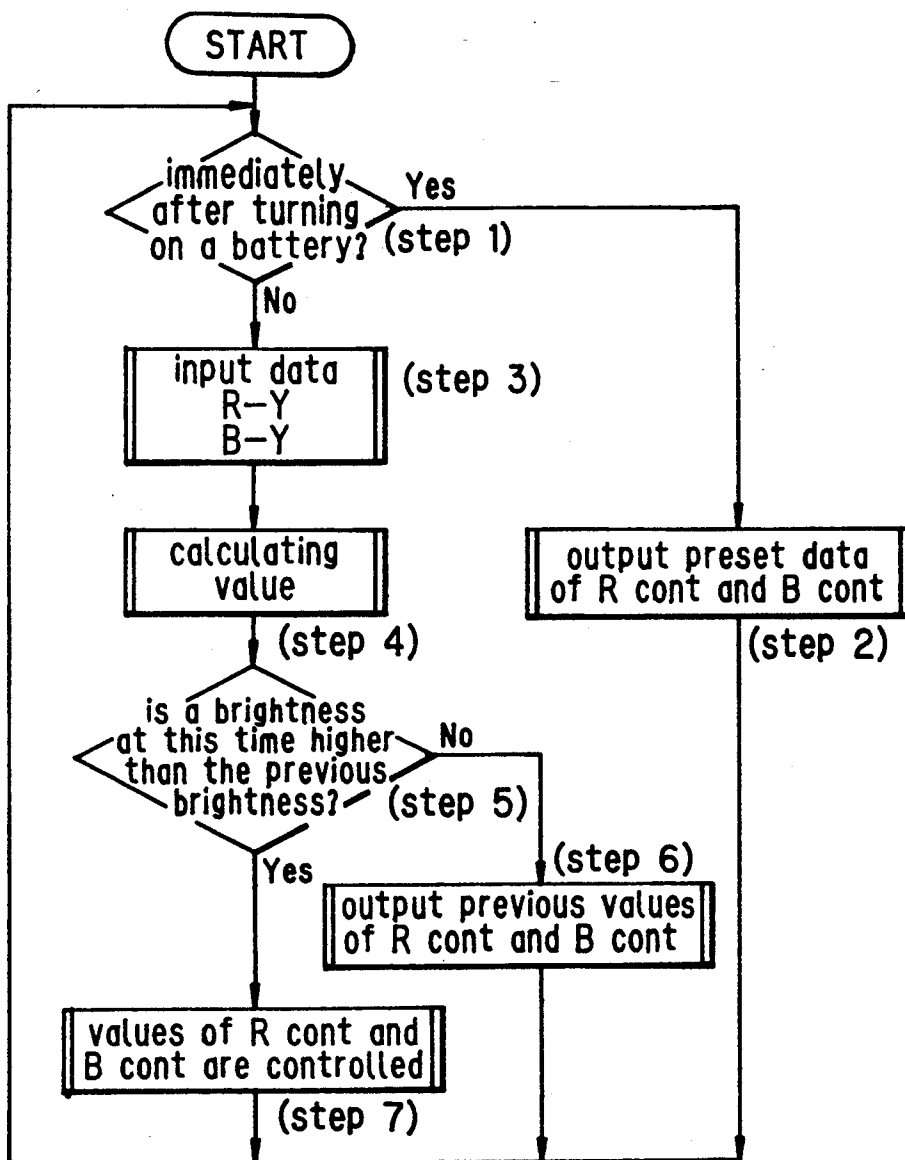 START
immediately
after turning
on a battery?
Yes
(step 1)
No
input data
R−Y
B−Y
(step 3)
calculating
value
(step 4)
output preset data
of R cont and B cont
(step 2)
is a brightness
at this time higher
than the previous
brightness?
No
(step 5)
Yes
(step 6)
output previous values
of R cont and B cont
values of R cont and
B cont are controlled
(step 7)